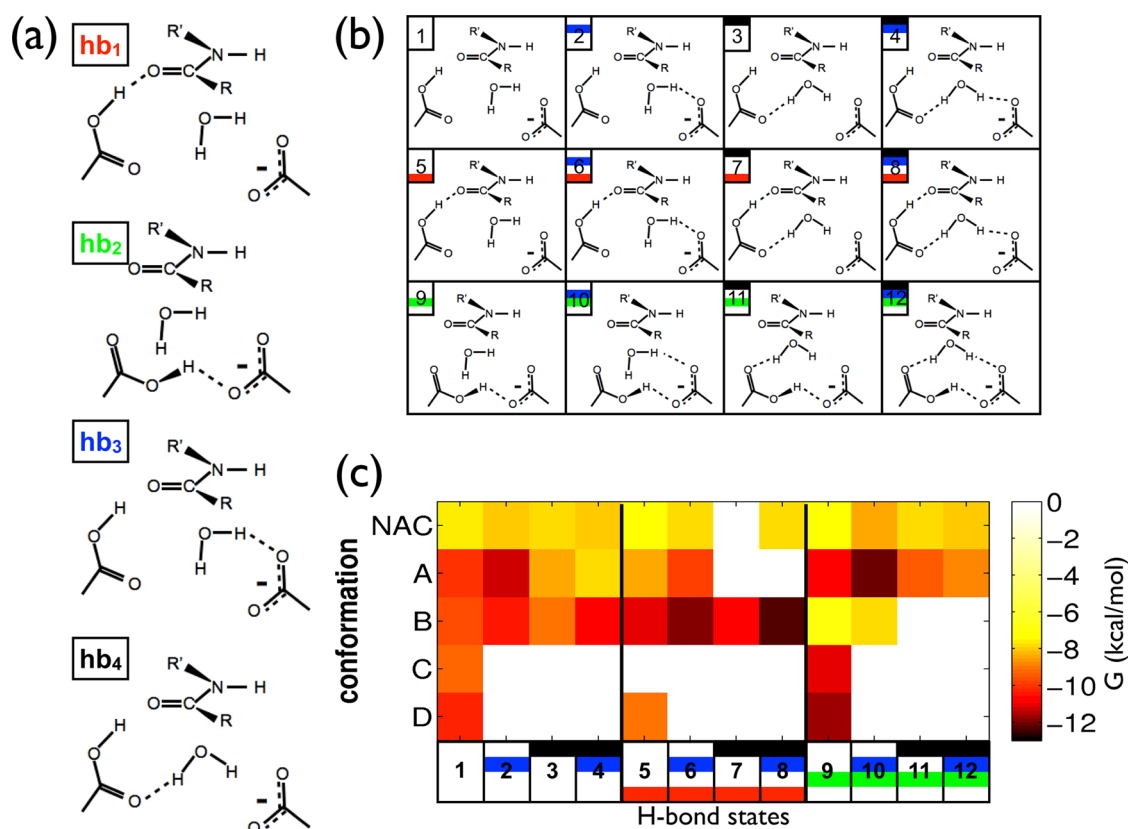 (a)
hb₁
R'
N H
O C
H R
O
O H
H
O
O
-
O
hb₂
R'
N H
O C
R
O H
H
O
H
O
O
-
O
hb₃
R'
N H
O C
H R
O
O H
H
O
O
-
O
hb₄
R'
N H
O C
H R
O
O
H H
O
O
-
O
(b)
1
R'
N H
O C
H R
O
O H
H
O
O
-
O
2
R'
N H
O C
H R
O
O H
H
O
O
-
O
3
R'
N H
O C
H R
O
O
H H
O
O
-
O
4
R'
N H
O C
H R
O
O
H H
O
O
-
O
5
R'
N H
O C
H R
O
O H
H
O
O
-
O
6
R'
N H
O C
H R
O
O H
H
O
O
-
O
7
R'
N H
O C
H R
O
O
H H
O
O
-
O
8
R'
N H
O C
H R
O
O
H H
O
O
-
O
9
R'
N H
O C
R
O H
H
O
H
O
O
-
O
10
R'
N H
O C
R
O H
H
O
H
O
O
-
O
11
R'
N H
O C
R
O
H H
O
H
O
O
-
O
12
R'
N H
O C
R
O
H H
O
H
O
O
-
O
(c)
conformation
NAC
A
B
C
D
1 2 3 4 5 6 7 8 9 10 11 12
H-bond states
0
−2
−4
−6
−8
−10
−12
G (kcal/mol)